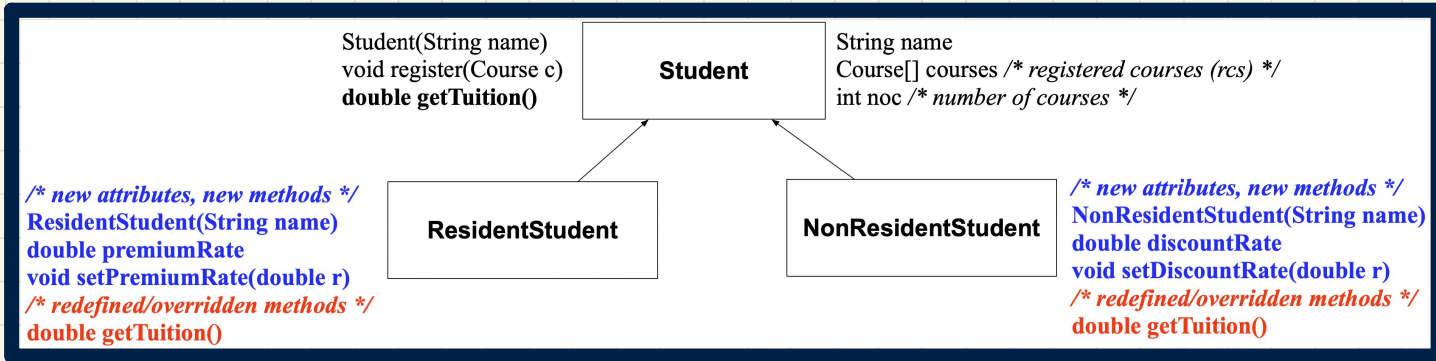 Student(String name)
void register(Course c)
double getTuition()
Student
String name
Course[] courses /* registered courses (rcs) */
int noc /* number of courses */
/* new attributes, new methods */
ResidentStudent(String name)
double premiumRate
void setPremiumRate(double r)
/* redefined/overridden methods */
double getTuition()
ResidentStudent
NonResidentStudent
/* new attributes, new methods */
NonResidentStudent(String name)
double discountRate
void setDiscountRate(double r)
/* redefined/overridden methods */
double getTuition()